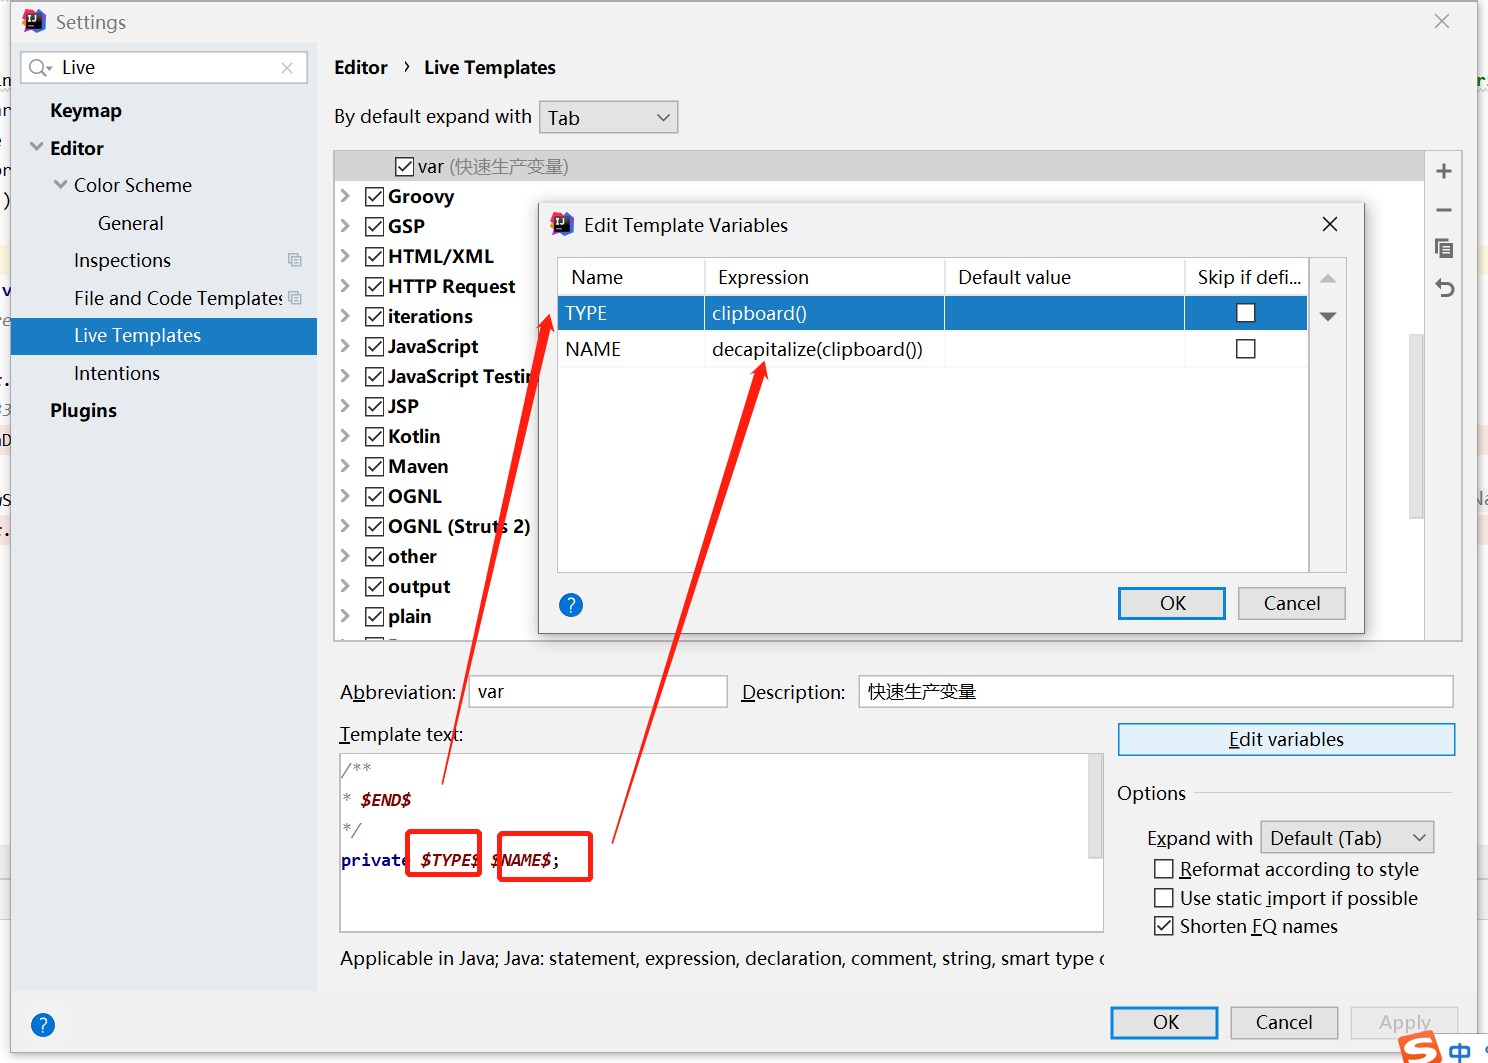 Settings
Live
Keymap
Editor
Color Scheme
General
Inspections
File and Code Templates
Live Templates
Intentions
Plugins
Editor › Live Templates
By default expand with Tab
var (快速生产变量)
Groovy
GSP
HTML/XML
HTTP Request
iterations
JavaScript
JavaScript Testin
JSP
Kotlin
Maven
OGNL
OGNL (Struts 2)
other
output
plain
Edit Template Variables
Name Expression Default value Skip if defi...
TYPE clipboard()
NAME decapitalize(clipboard())
? OK Cancel
Abbreviation: var Description: 快速生产变量
Template text:
/**
* $END$
*/
private $TYPE$ $NAME$;
Edit variables
Options
Expand with Default (Tab)
Reformat according to style
Use static import if possible
Shorten FQ names
Applicable in Java; Java: statement, expression, declaration, comment, string, smart type
? OK Cancel Apply
S 中